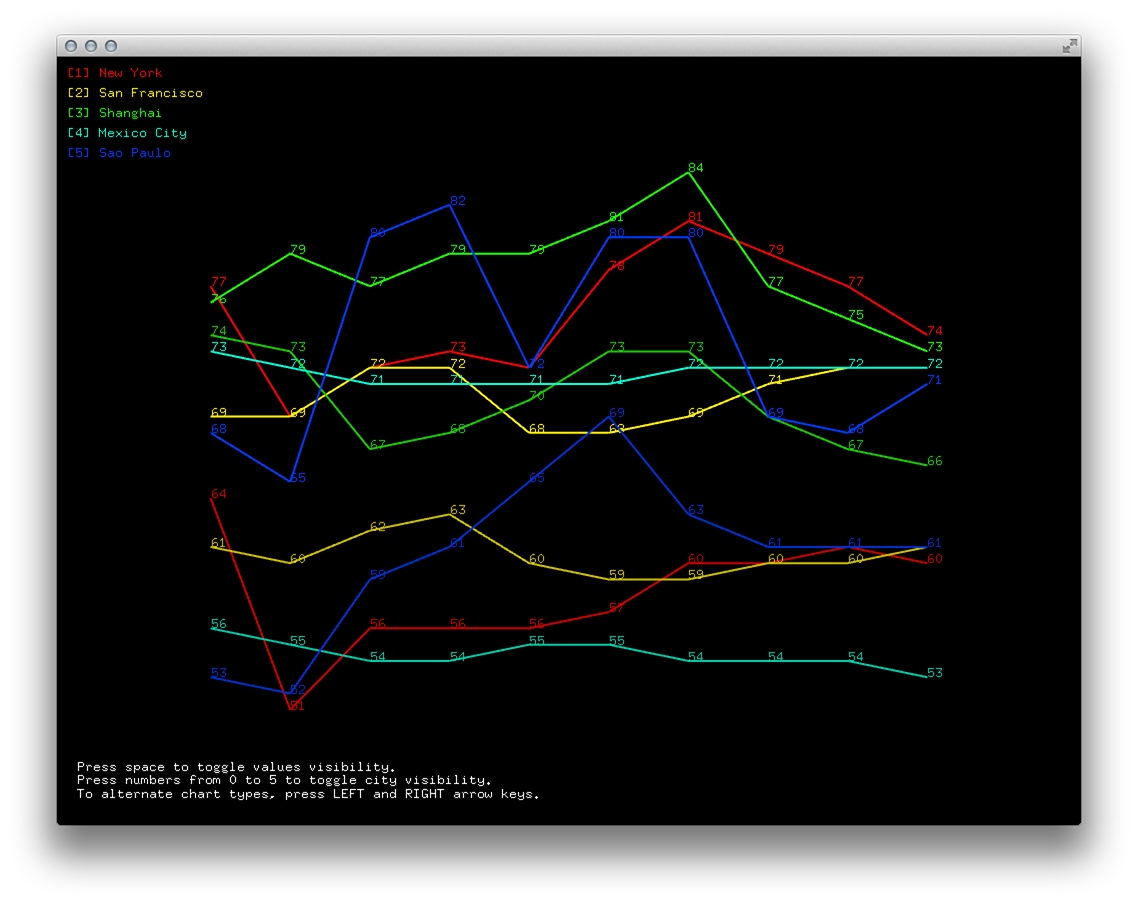 [1] New York
[2] San Francisco
[3] Shanghai
[4] Mexico City
[5] Sao Paulo
84
82
81 81
80 80 80
79 79 79 79
78
77 77 77 77
76
75
74 74
73 73 73 73 73
73 72 72 72 72 72 72 72 72
71 71 71 71 71 71
70
69 69 69 69 69
68 68 68 68 68
67 67
66
65 65
64
63 63
62
61 61 61 61 61
60 60 60 60 60 60
59 59 59
57
56 56 56 56
55 55 55
54 54 54 54 54
53 53
52
51
Press space to toggle values visibility.
Press numbers from 0 to 5 to toggle city visibility.
To alternate chart types, press LEFT and RIGHT arrow keys.